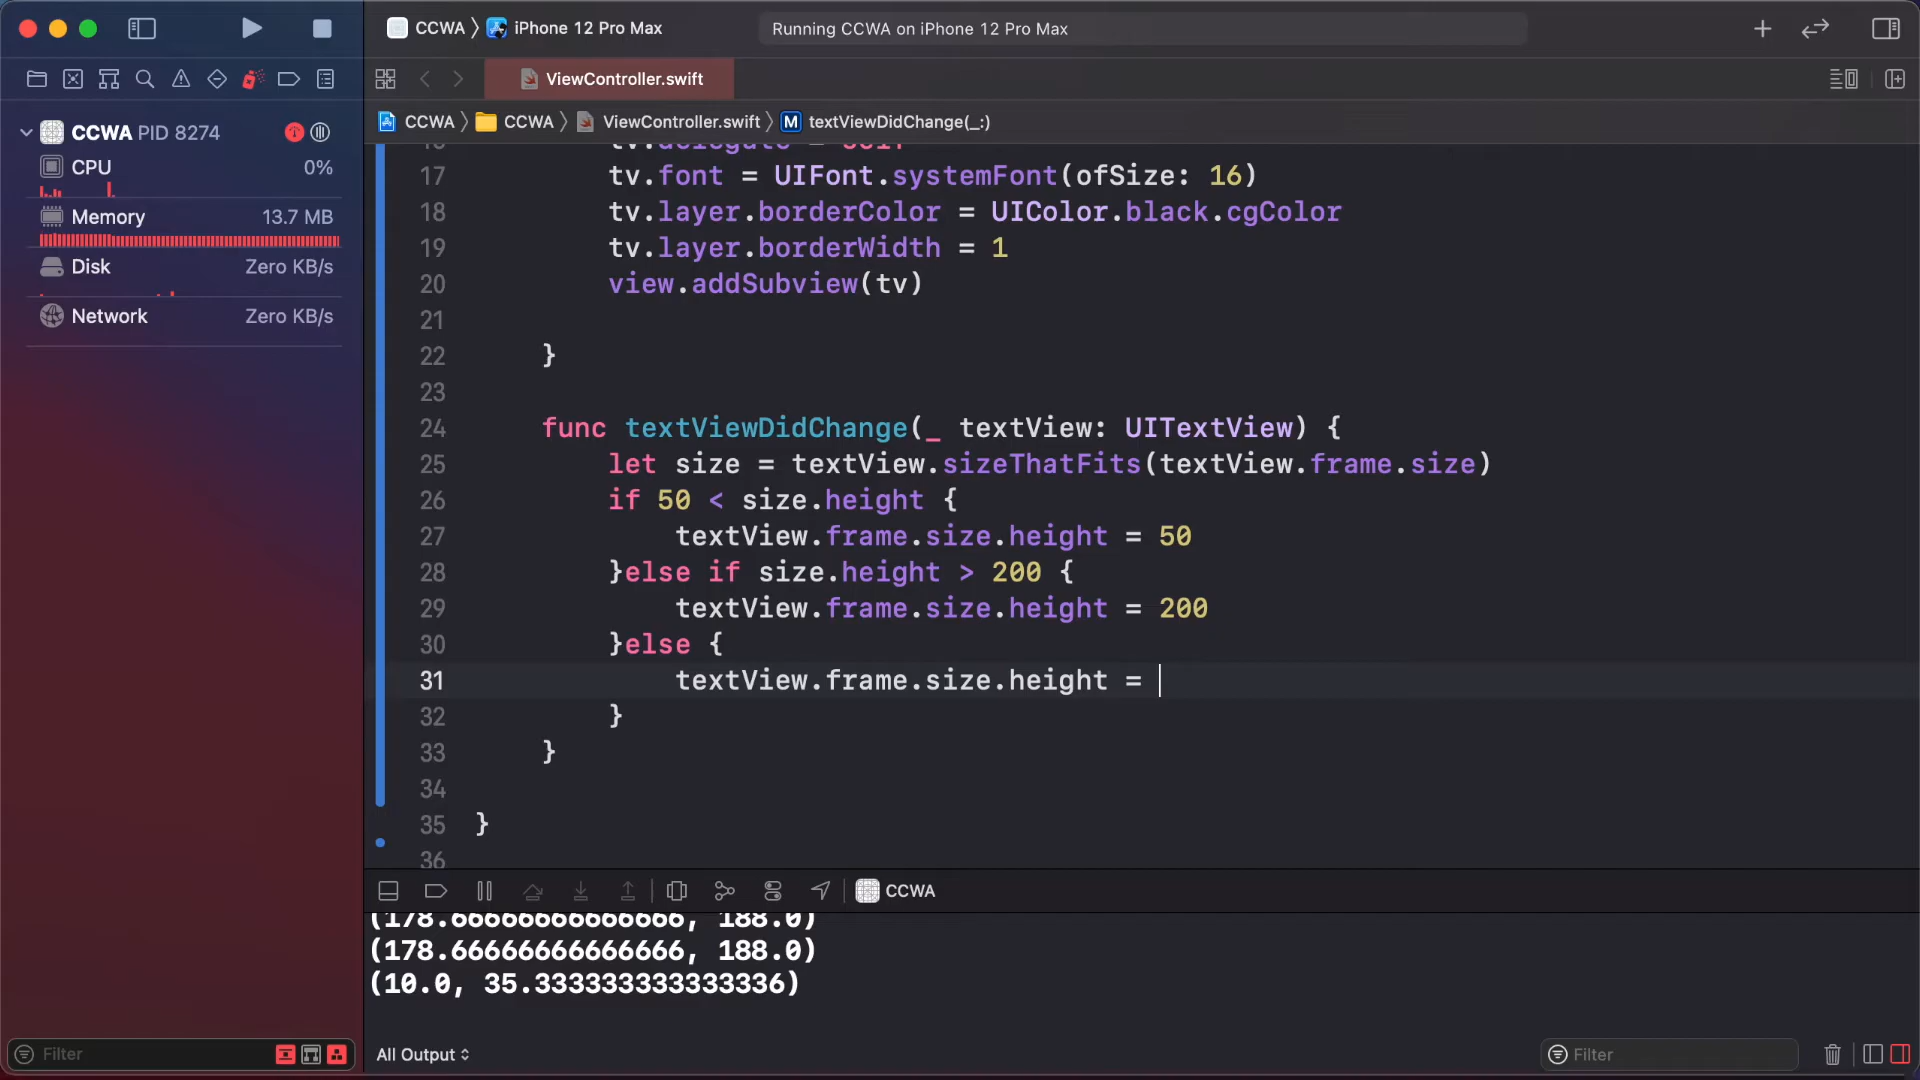 CCWA 〉 iPhone 12 Pro Max
Running CCWA on iPhone 12 Pro Max
ViewController.swift
CCWA 〉 CCWA 〉 ViewController.swift 〉 M textViewDidChange(_:)
CCWA PID 8274
CPU 0%
Memory 13.7 MB
Disk Zero KB/s
Network Zero KB/s
16 tv.delegate = self
17 tv.font = UIFont.systemFont(ofSize: 16)
18 tv.layer.borderColor = UIColor.black.cgColor
19 tv.layer.borderWidth = 1
20 view.addSubview(tv)
21
22 }
23
24 func textViewDidChange(_ textView: UITextView) {
25 let size = textView.sizeThatFits(textView.frame.size)
26 if 50 < size.height {
27 textView.frame.size.height = 50
28 }else if size.height > 200 {
29 textView.frame.size.height = 200
30 }else {
31 textView.frame.size.height =
32 }
33 }
34
35 }
36
CCWA
(178.66666666666666, 188.0)
(178.66666666666666, 188.0)
(10.0, 35.333333333333336)
Filter
All Output
Filter